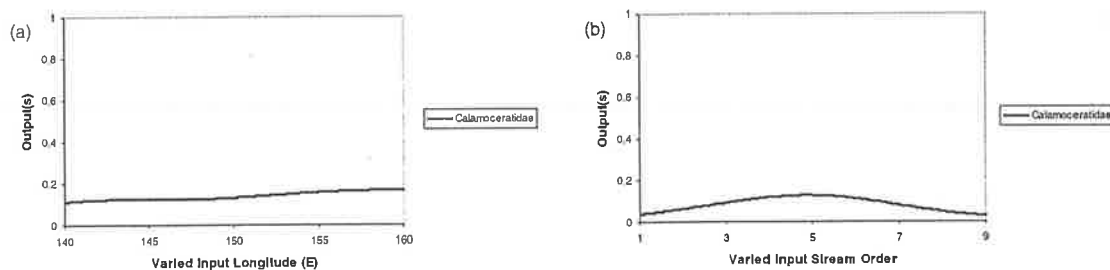 (a)
1
0.8
0.6
0.4
0.2
0
Output(s)
140 145 150 155 160
Varied Input Longitude (E)
Calamoceratidae
(b)
1
0.8
0.6
0.4
0.2
0
Output(s)
1 3 5 7 9
Varied Input Stream Order
Calamoceratidae